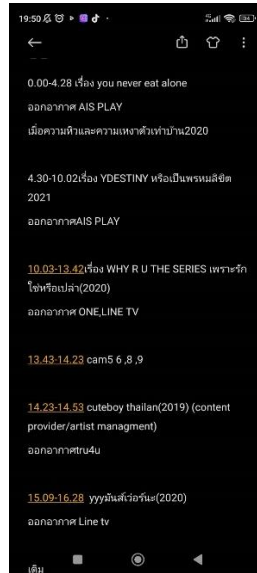 19:50
0.00-4.28 เรื่อง you never eat alone
ออกอากาศ AIS PLAY
เมื่อความหิวและความเหงาตัวเท่าบ้าน2020
4.30-10.02เรื่อง YDESTINY หรือเป็นพรหมลิขิต
2021
ออกอากาศAIS PLAY
10.03-13.42เรื่อง WHY R U THE SERIES เพราะรัก
ใช่หรือเปล่า(2020)
ออกอากาศ ONE,LINE TV
13.43-14.23 cam5 6 ,8 ,9
14.23-14.53 cuteboy thailan(2019) (content
provider/artist managment)
ออกอากาศtru4u
15.09-16.28 yyyมันส์เว่อร์นะ(2020)
ออกอากาศ Line tv
เต็ม